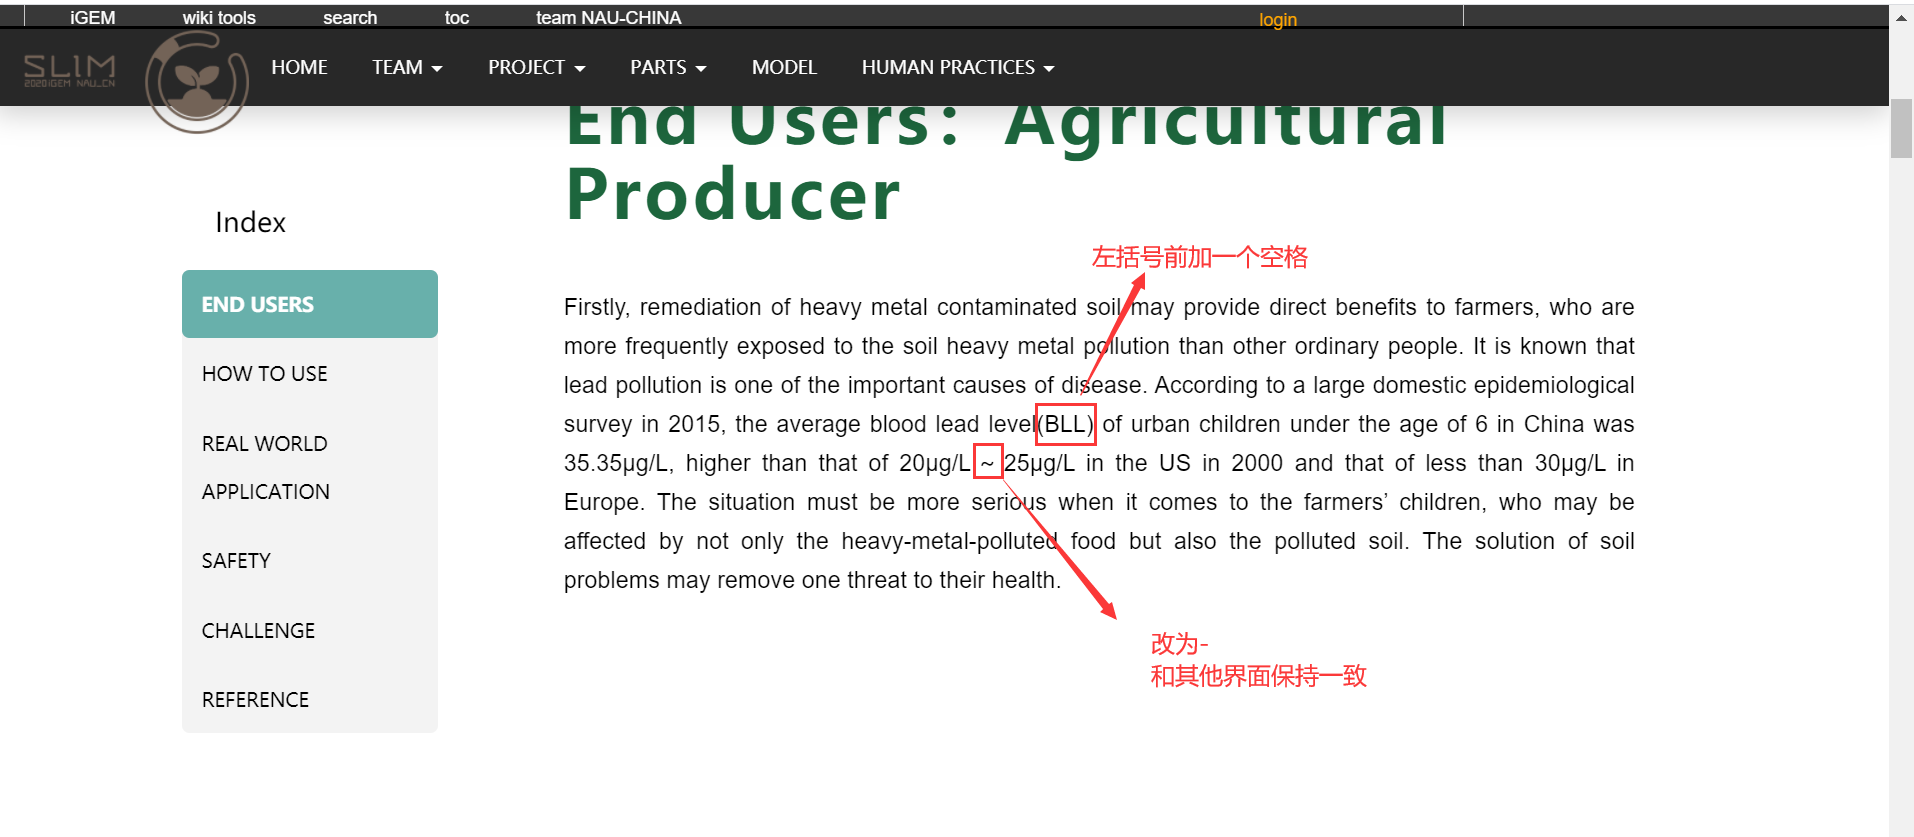 iGEM wiki tools search toc team NAU-CHINA login
SLIM
2020iGEM NAU_CN
HOME TEAM PROJECT PARTS MODEL HUMAN PRACTICES
End Users： Agricultural
Producer
Index
END USERS
HOW TO USE
REAL WORLD
APPLICATION
SAFETY
CHALLENGE
REFERENCE
左括号前加一个空格
Firstly, remediation of heavy metal contaminated soil may provide direct benefits to farmers, who are
more frequently exposed to the soil heavy metal pollution than other ordinary people. It is known that
lead pollution is one of the important causes of disease. According to a large domestic epidemiological
survey in 2015, the average blood lead level(BLL) of urban children under the age of 6 in China was
35.35μg/L, higher than that of 20μg/L ~ 25μg/L in the US in 2000 and that of less than 30μg/L in
Europe. The situation must be more serious when it comes to the farmers’ children, who may be
affected by not only the heavy-metal-polluted food but also the polluted soil. The solution of soil
problems may remove one threat to their health.
改为-
和其他界面保持一致